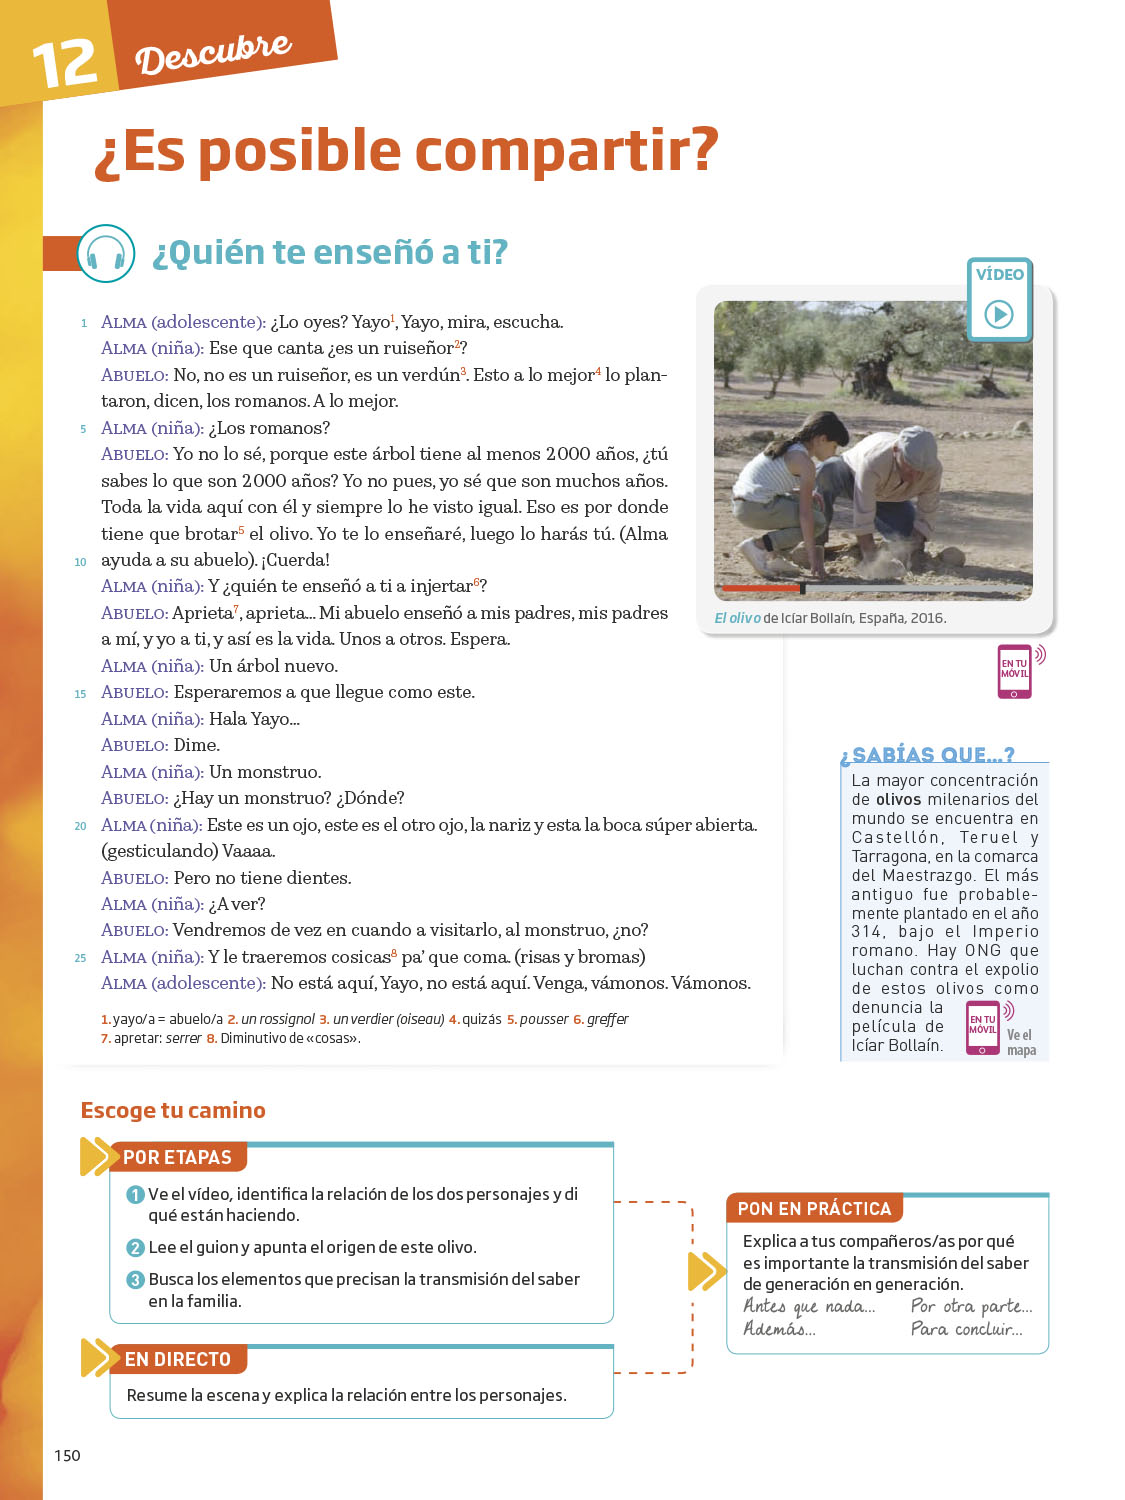 12 Descubre
¿Es posible compartir?
¿Quién te enseñó a ti?
1 ALMA (adolescente): ¿Lo oyes? Yayo1, Yayo, mira, escucha.
ALMA (niña): Ese que canta ¿es un ruiseñor2?
ABUELO: No, no es un ruiseñor, es un verdún3. Esto a lo mejor4 lo plan-
taron, dicen, los romanos. A lo mejor.
5 ALMA (niña): ¿Los romanos?
ABUELO: Yo no lo sé, porque este árbol tiene al menos 2000 años, ¿tú
sabes lo que son 2000 años? Yo no pues, yo sé que son muchos años.
Toda la vida aquí con él y siempre lo he visto igual. Eso es por donde
tiene que brotar5 el olivo. Yo te lo enseñaré, luego lo harás tú. (Alma
10 ayuda a su abuelo). ¡Cuerda!
ALMA (niña): Y ¿quién te enseñó a ti a injertar6?
ABUELO: Aprieta7, aprieta... Mi abuelo enseñó a mis padres, mis padres
a mí, y yo a ti, y así es la vida. Unos a otros. Espera.
ALMA (niña): Un árbol nuevo.
15 ABUELO: Esperaremos a que llegue como este.
ALMA (niña): Hala Yayo...
ABUELO: Dime.
ALMA (niña): Un monstruo.
ABUELO: ¿Hay un monstruo? ¿Dónde?
20 ALMA (niña): Este es un ojo, este es el otro ojo, la nariz y esta la boca súper abierta.
(gesticulando) Vaaaa.
ABUELO: Pero no tiene dientes.
ALMA (niña): ¿A ver?
ABUELO: Vendremos de vez en cuando a visitarlo, al monstruo, ¿no?
25 ALMA (niña): Y le traeremos cosicas8 pa' que coma. (risas y bromas)
ALMA (adolescente): No está aquí, Yayo, no está aquí. Venga, vámonos. Vámonos.
1. yayo/a = abuelo/a 2. un rossignol 3. un verdier (oiseau) 4. quizás 5. pousser 6. greffer
7. apretar: serrer 8. Diminutivo de «cosas».
VÍDEO
El olivo de Icíar Bollaín, España, 2016.
EN TU
MÓVIL
¿SABÍAS QUE...?
La mayor concentración
de olivos milenarios del
mundo se encuentra en
Castellón, Teruel y
Tarragona, en la comarca
del Maestrazgo. El más
antiguo fue probable-
mente plantado en el año
314, bajo el Imperio
romano. Hay ONG que
luchan contra el expolio
de estos olivos como
denuncia la
película de
Icíar Bollaín.
EN TU
MÓVIL
Ve el
mapa
Escoge tu camino
POR ETAPAS
1 Ve el vídeo, identifica la relación de los dos personajes y di
qué están haciendo.
2 Lee el guion y apunta el origen de este olivo.
3 Busca los elementos que precisan la transmisión del saber
en la familia.
EN DIRECTO
Resume la escena y explica la relación entre los personajes.
PON EN PRÁCTICA
Explica a tus compañeros/as por qué
es importante la transmisión del saber
de generación en generación.
Antes que nada... Por otra parte...
Además... Para concluir...
150